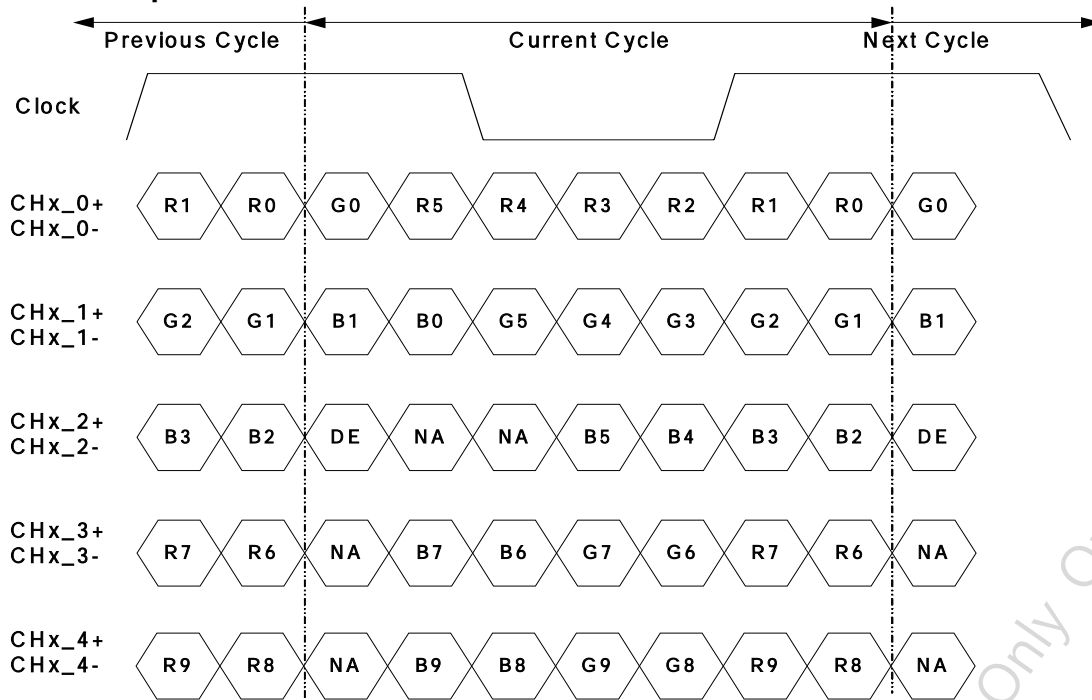 Previous Cycle Current Cycle Next Cycle
Clock
CHx_0+
CHx_0-
R1 R0 G0 R5 R4 R3 R2 R1 R0 G0
CHx_1+
CHx_1-
G2 G1 B1 B0 G5 G4 G3 G2 G1 B1
CHx_2+
CHx_2-
B3 B2 DE NA NA B5 B4 B3 B2 DE
CHx_3+
CHx_3-
R7 R6 NA B7 B6 G7 G6 R7 R6 NA
CHx_4+
CHx_4-
R9 R8 NA B9 B8 G9 G8 R9 R8 NA
Only